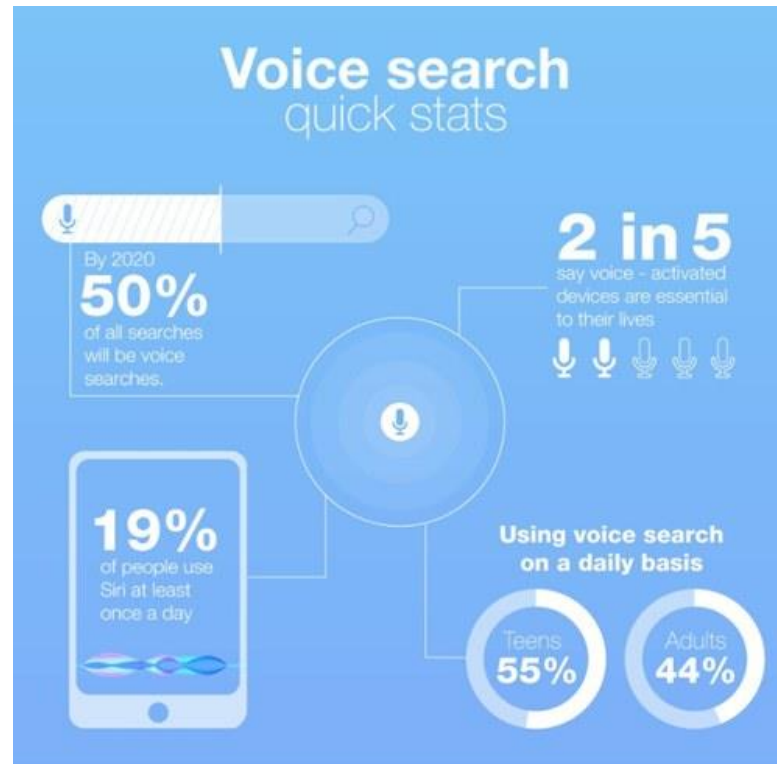 Voice search
quick stats
By 2020
50%
of all searches
will be voice
searches.
2 in 5
say voice - activated
devices are essential
to their lives
19%
of people use
Siri at least
once a day
Using voice search
on a daily basis
Teens
55%
Adults
44%